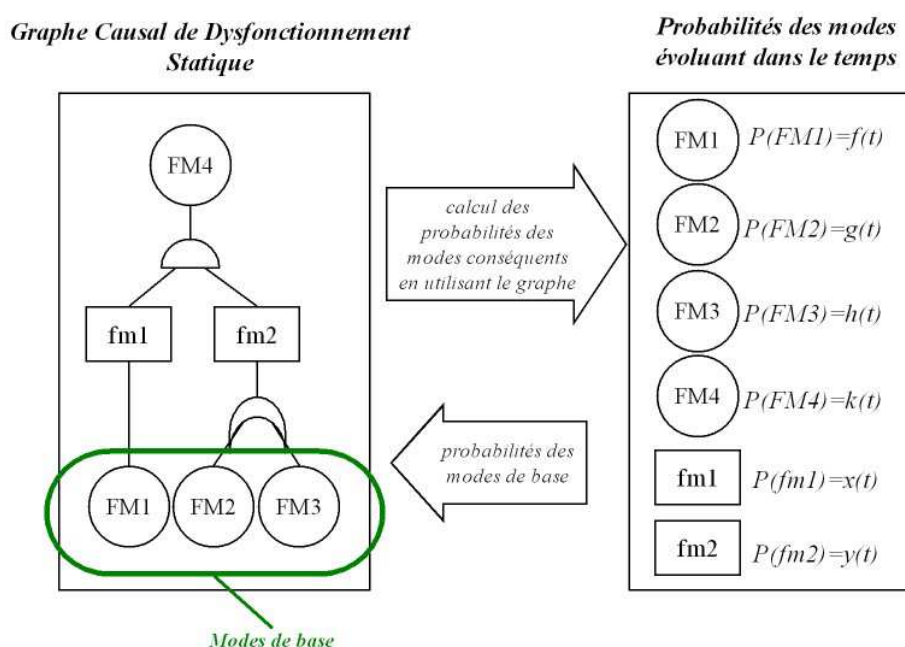 Graphe Causal de Dysfonctionnement
Statique
FM4
fm1
fm2
FM1
FM2
FM3
Modes de base
calcul des
probabilités des
modes conséquents
en utilisant le graphe
probabilités des
modes de base
Probabilités des modes
évoluant dans le temps
FM1 P(FM1)=f(t)
FM2 P(FM2)=g(t)
FM3 P(FM3)=h(t)
FM4 P(FM4)=k(t)
fm1 P(fm1)=x(t)
fm2 P(fm2)=y(t)